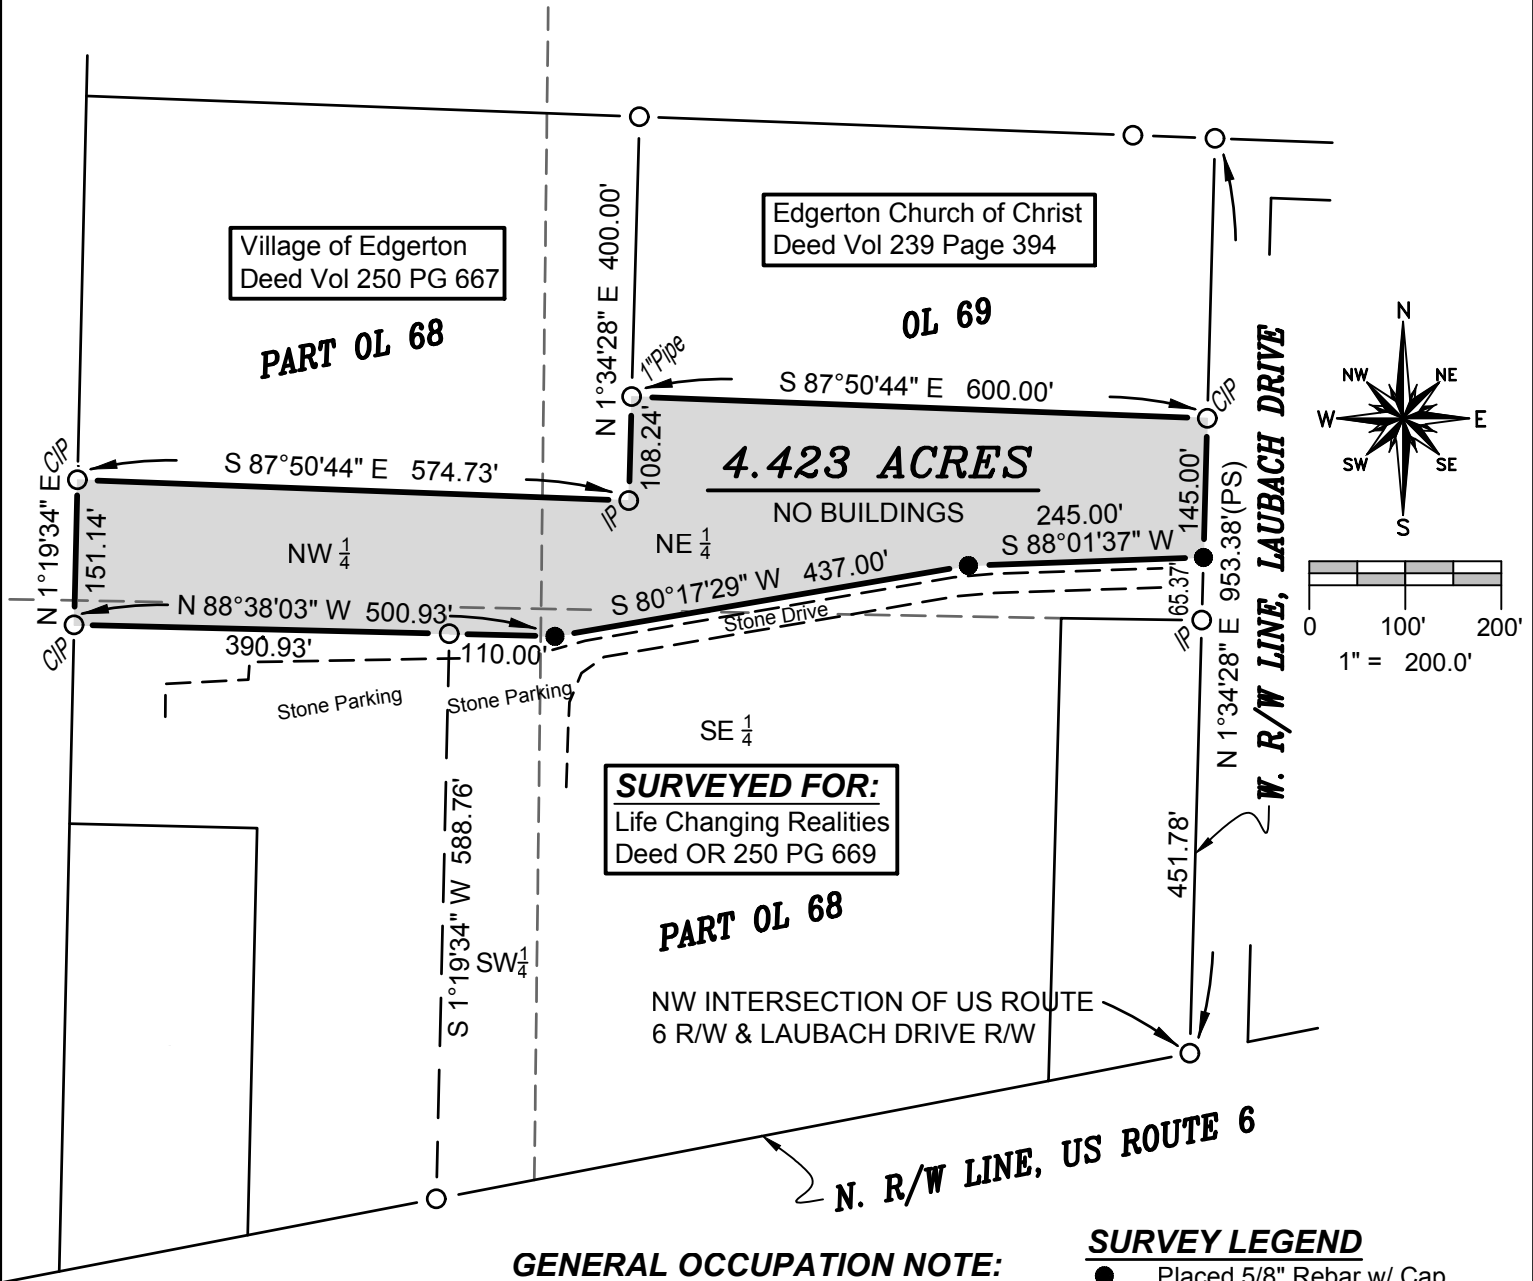 Village of Edgerton
Deed Vol 250 PG 667
PART OL 68
N 1°34'28" E 400.00'
Edgerton Church of Christ
Deed Vol 239 Page 394
OL 69
1"Pipe
S 87°50'44" E 600.00'
CIP
108.24'
4.423 ACRES
NO BUILDINGS
145.00'
CIP
S 87°50'44" E 574.73'
IP
N 1°19'34" E
151.14'
NW 1/4
NE 1/4
245.00'
S 88°01'37" W
S 80°17'29" W 437.00'
Stone Drive
65.37'
IP
N 88°38'03" W 500.93'
CIP
390.93'
110.00'
Stone Parking
Stone Parking
SE 1/4
SURVEYED FOR:
Life Changing Realities
Deed OR 250 PG 669
PART OL 68
S 1°19'34" W 588.76'
SW 1/4
NW INTERSECTION OF US ROUTE
6 R/W & LAUBACH DRIVE R/W
451.78'
N 1°34'28" E 953.38'(PS)
W. R/W LINE, LAUBACH DRIVE
N
NW
NE
W
E
SW
SE
S
0 100' 200'
1" = 200.0'
N. R/W LINE, US ROUTE 6
GENERAL OCCUPATION NOTE:
SURVEY LEGEND
Placed 5/8" Rebar w/ Cap